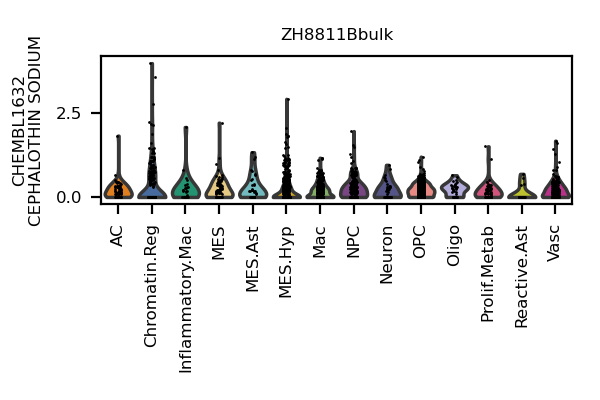 ZH8811Bbulk
CHEMBL1632
CEPHALOTHIN SODIUM
2.5
0.0
AC
Chromatin.Reg
Inflammatory.Mac
MES
MES.Ast
MES.Hyp
Mac
NPC
Neuron
OPC
Oligo
Prolif.Metab
Reactive.Ast
Vasc